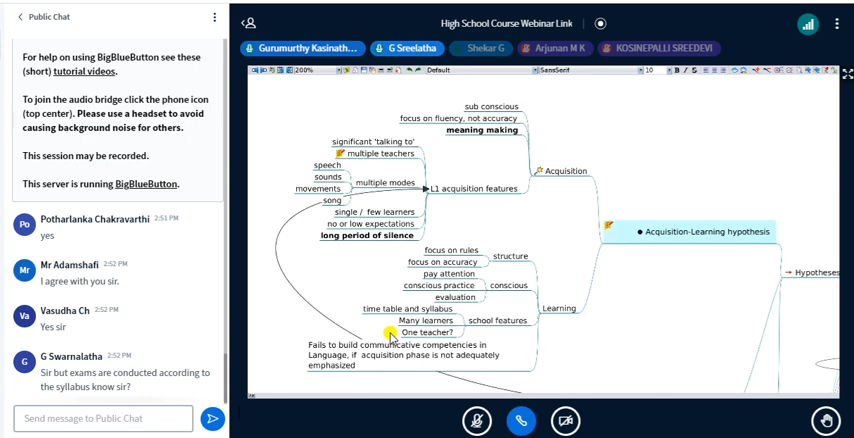 Public Chat
For help on using BigBlueButton see these
(short) tutorial videos.
To join the audio bridge click the phone icon
(top center). Please use a headset to avoid
causing background noise for others.
This session may be recorded.
This server is running BigBlueButton.
Po
Potharlanka Chakravarthi 2:51 PM
yes
Mr
Mr Adamshafi 2:52 PM
I agree with you sir.
Va
Vasudha Ch 2:52 PM
Yes sir
G
G Swarnalatha 2:52 PM
Sir but exams are conducted according to
the syllabus know sir?
Send message to Public Chat
High School Course Webinar Link
Gurumurthy Kasinath...
G Sreelatha
Shekar G
Arjunan M K
KOSINEPALLI SREEDEVI
200%
Default
SansSerif
10
B I S
sub conscious
focus on fluency, not accuracy
meaning making
Acquisition
significant 'talking to'
multiple teachers
speech
sounds
movements
song
multiple modes
L1 acquisition features
single / few learners
no or low expectations
long period of silence
Acquisition-Learning hypothesis
Hypotheses
focus on rules
focus on accuracy
structure
pay attention
conscious practice
evaluation
conscious
Learning
time table and syllabus
Many learners
One teacher?
school features
Fails to build communicative competencies in
Language, if acquisition phase is not adequately
emphasized